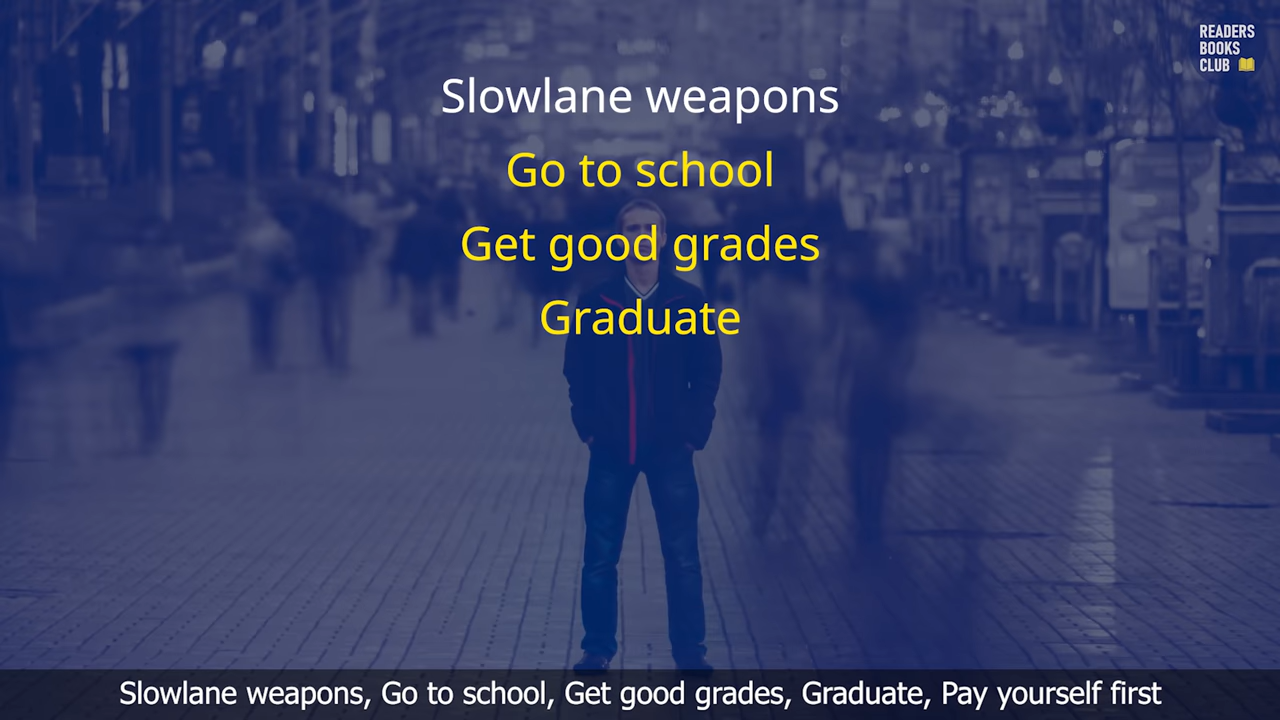 READERS
BOOKS
CLUB
Slowlane weapons
Go to school
Get good grades
Graduate
Slowlane weapons, Go to school, Get good grades, Graduate, Pay yourself first